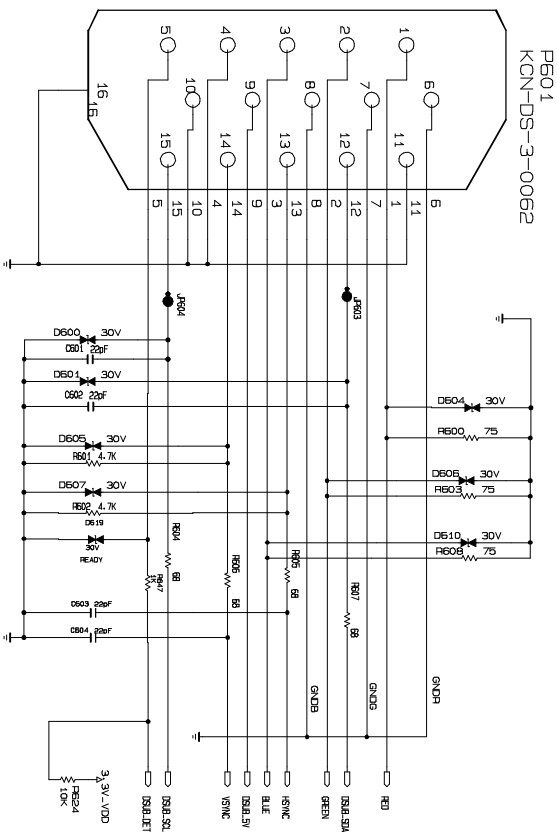 P601
KCN-DS-3-0062
1
2
3
4
5
6
7
8
9
10
11
12
13
14
15
16
16
6
11
1
7
12
2
8
13
3
9
14
4
10
15
5
JP603
JP604
D600 30V
C601 22pF
D601 30V
C602 22pF
D605 30V
R601 4.7K
D607 30V
R602 4.7K
D619
30V
READY
C603 22pF
C604 22pF
D604 30V
R600 75
D606 30V
R603 75
D610 30V
R608 75
R604
68
R647
1K
R606
68
R605
68
R607
68
GNDR
GNDG
GNDB
RED
DSUB_SDA
GREEN
HSYNC
BLUE
DSUB_5V
VSYNC
DSUB_SCL
DSUB_DET
3.3V_VDD
R624
10K